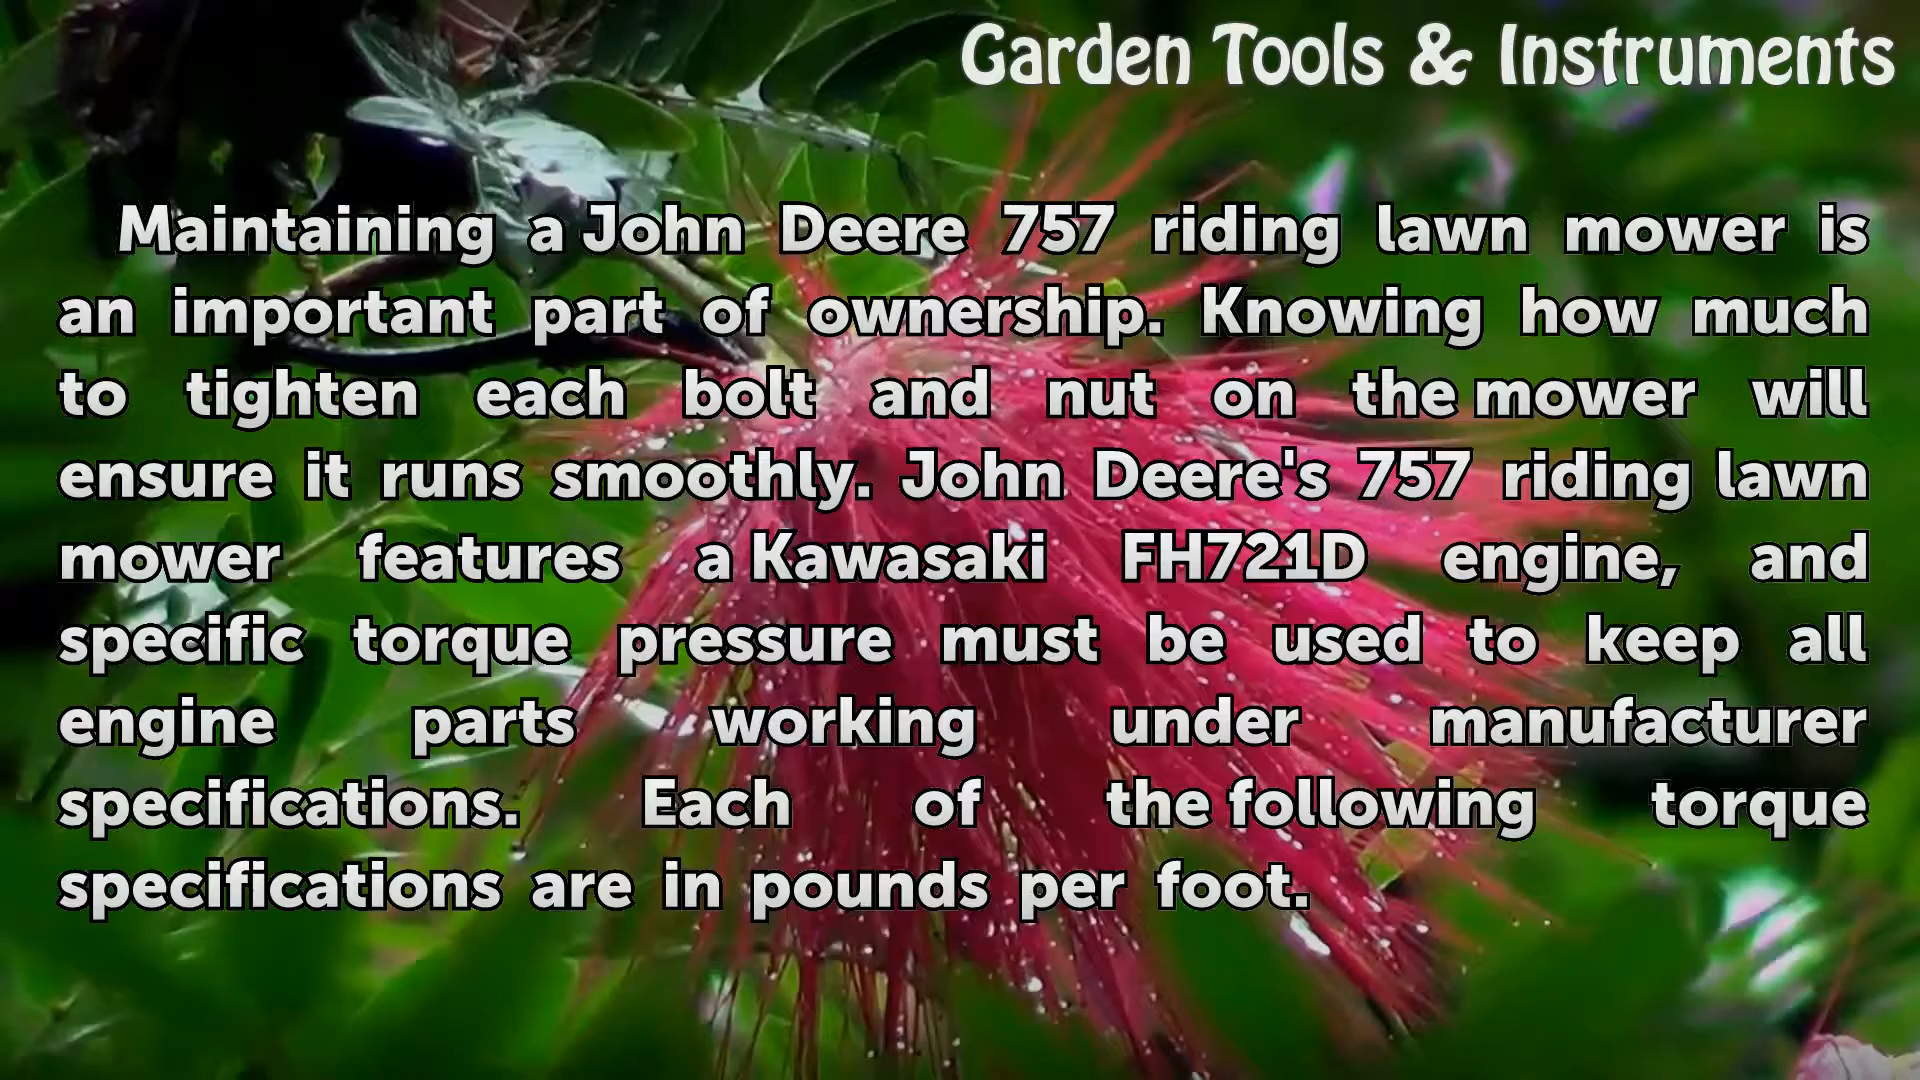 Garden Tools & Instruments
Maintaining a John Deere 757 riding lawn mower is
an important part of ownership. Knowing how much
to tighten each bolt and nut on the mower will
ensure it runs smoothly. John Deere's 757 riding lawn
mower features a Kawasaki FH721D engine, and
specific torque pressure must be used to keep all
engine parts working under manufacturer
specifications. Each of the following torque
specifications are in pounds per foot.